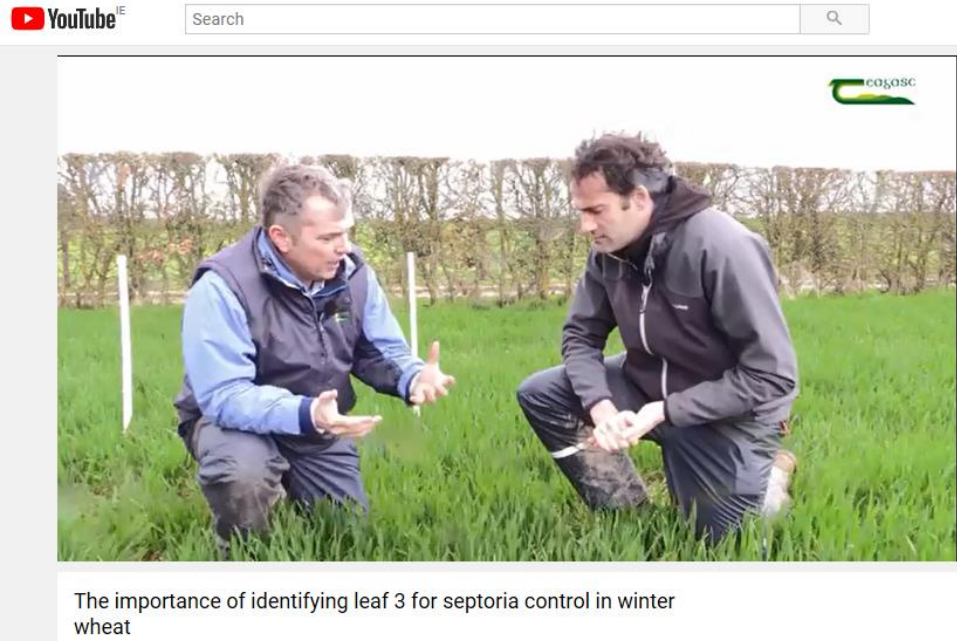 YouTube IE
Search
Teagasc
The importance of identifying leaf 3 for septoria control in winter
wheat